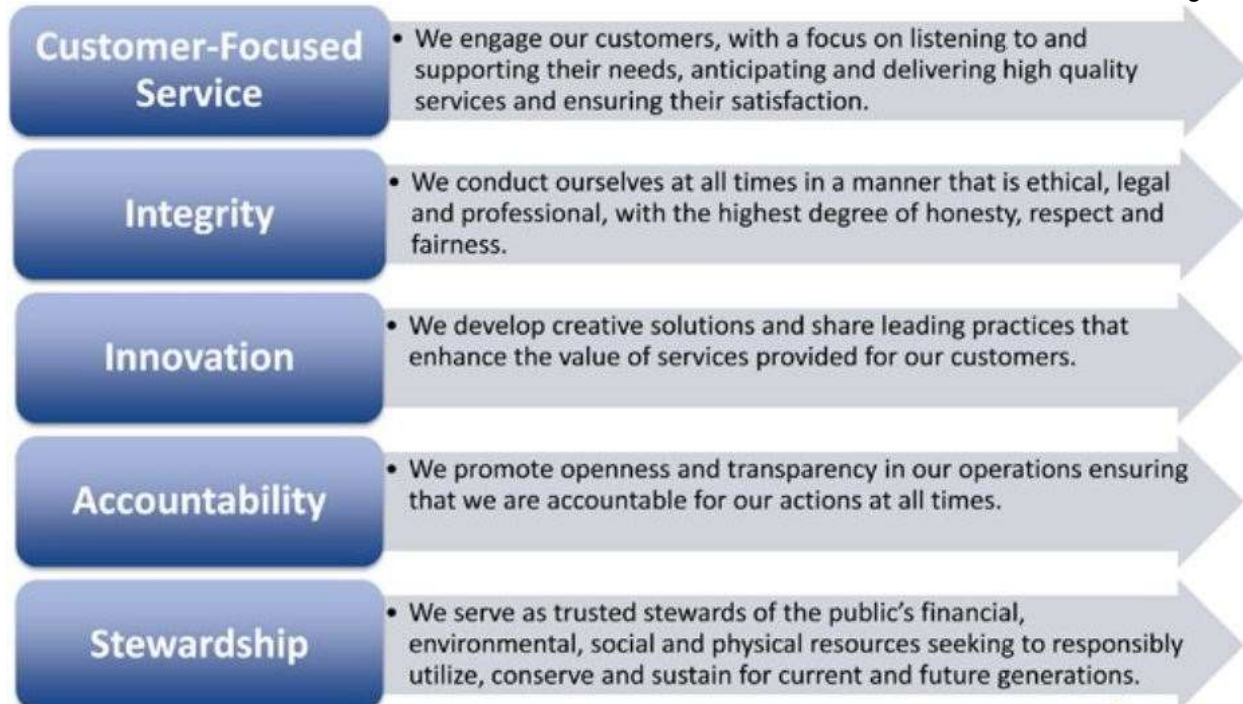 Customer-Focused
Service
• We engage our customers, with a focus on listening to and
supporting their needs, anticipating and delivering high quality
services and ensuring their satisfaction.
Integrity
• We conduct ourselves at all times in a manner that is ethical, legal
and professional, with the highest degree of honesty, respect and
fairness.
Innovation
• We develop creative solutions and share leading practices that
enhance the value of services provided for our customers.
Accountability
• We promote openness and transparency in our operations ensuring
that we are accountable for our actions at all times.
Stewardship
• We serve as trusted stewards of the public’s financial,
environmental, social and physical resources seeking to responsibly
utilize, conserve and sustain for current and future generations.